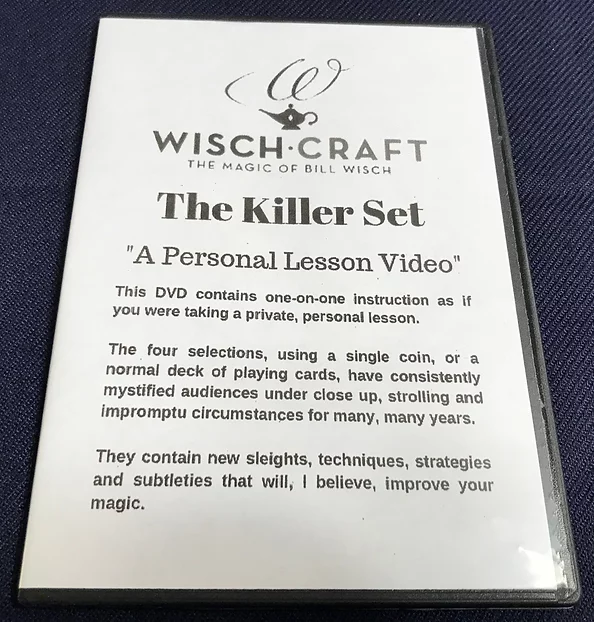 W
WISCH·CRAFT
THE MAGIC OF BILL WISCH
The Killer Set
"A Personal Lesson Video"
This DVD contains one-on-one instruction as if
you were taking a private, personal lesson.
The four selections, using a single coin, or a
normal deck of playing cards, have consistently
mystified audiences under close up, strolling and
impromptu circumstances for many, many years.
They contain new sleights, techniques, strategies
and subtleties that will, I believe, improve your
magic.